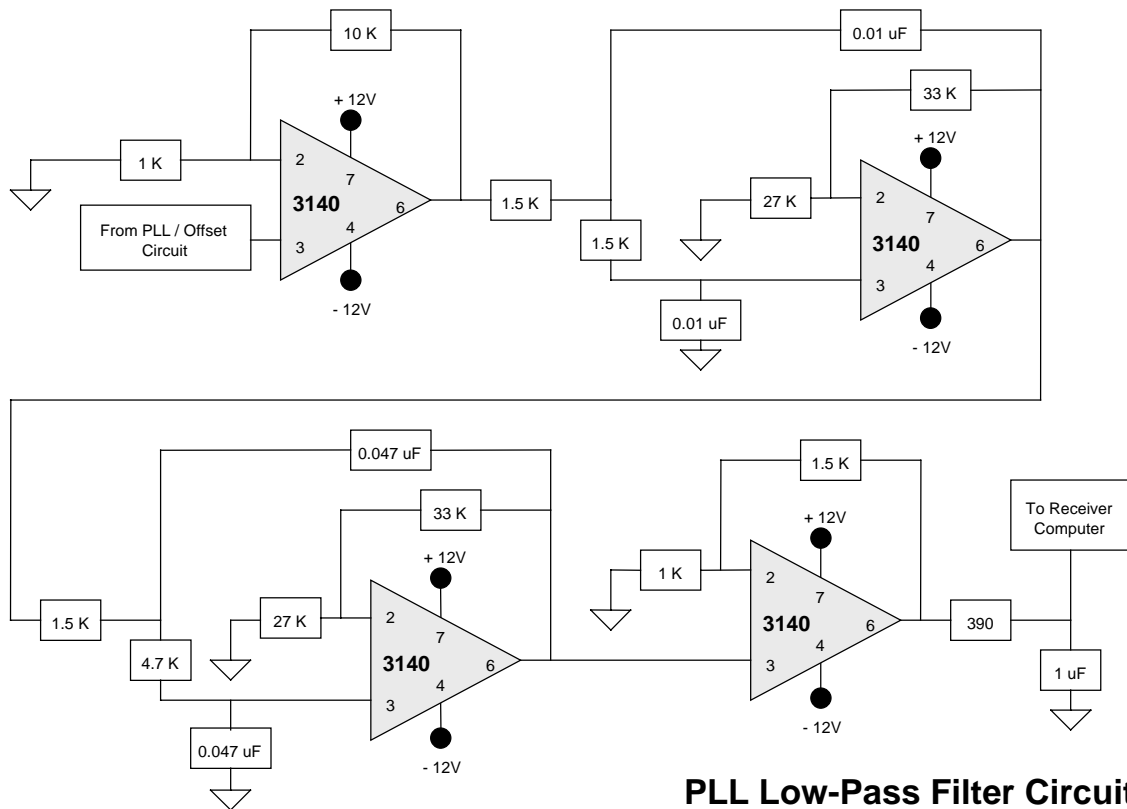 10 K
0.01 uF
+ 12V
33 K
+ 12V
1 K
2
7
3140
6
4
3
From PLL / Offset
Circuit
- 12V
1.5 K
1.5 K
27 K
2
7
3140
6
4
3
0.01 uF
- 12V
0.047 uF
33 K
+ 12V
1.5 K
+ 12V
To Receiver
Computer
1.5 K
4.7 K
27 K
2
7
3140
6
4
3
0.047 uF
- 12V
1 K
2
7
3140
6
4
3
- 12V
390
1 uF
PLL Low-Pass Filter Circuit